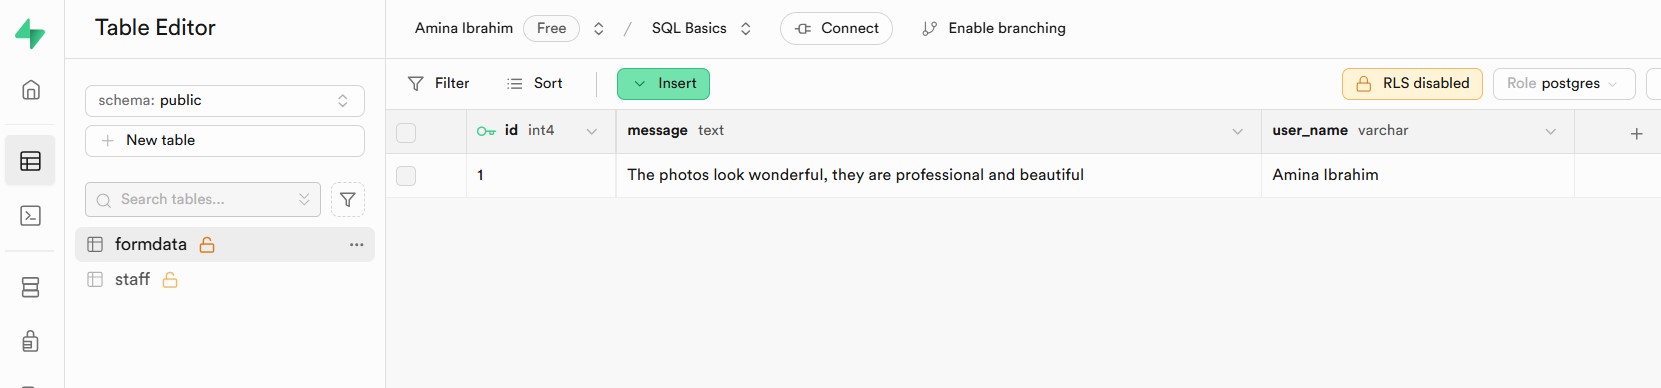 Table Editor
Amina Ibrahim Free / SQL Basics Connect Enable branching
schema: public
New table
Search tables...
formdata
staff
Filter Sort Insert RLS disabled Role postgres
id int4 message text user_name varchar
1 The photos look wonderful, they are professional and beautiful Amina Ibrahim